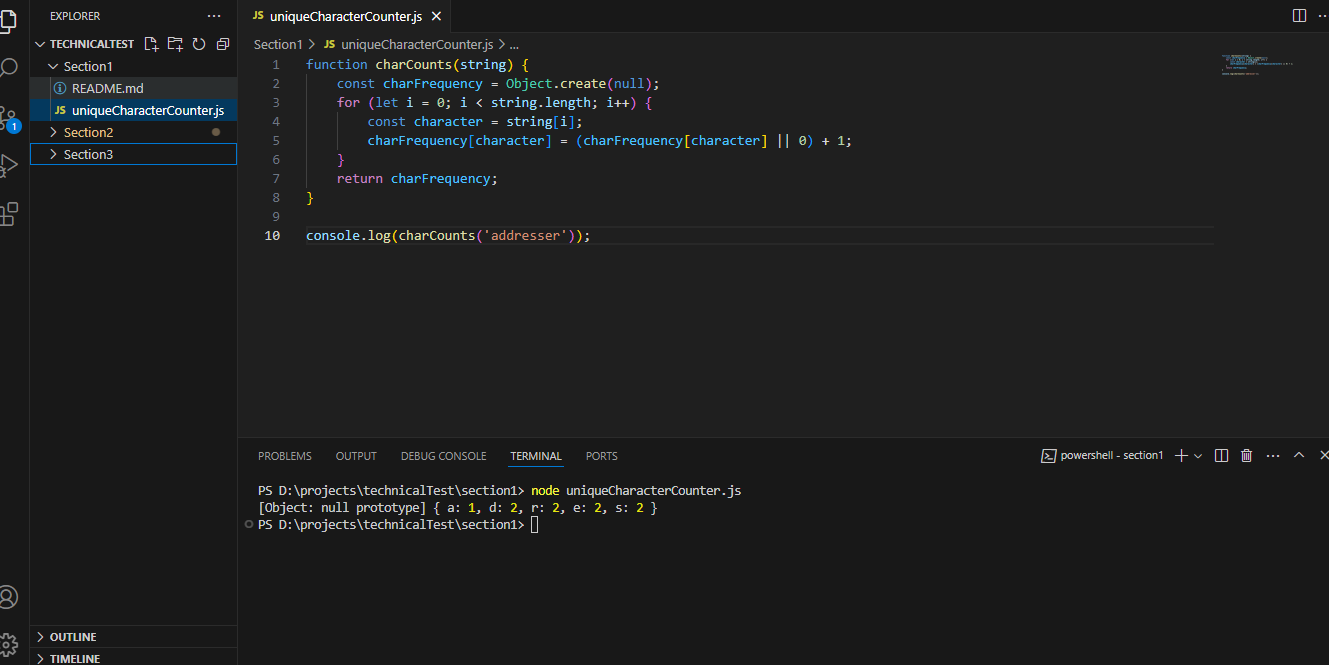 EXPLORER
TECHNICALTEST
Section1
README.md
JS uniqueCharacterCounter.js
Section2
Section3
OUTLINE
TIMELINE
1
JS uniqueCharacterCounter.js
Section1 > JS uniqueCharacterCounter.js > ...
1 function charCounts(string) {
2 const charFrequency = Object.create(null);
3 for (let i = 0; i < string.length; i++) {
4 const character = string[i];
5 charFrequency[character] = (charFrequency[character] || 0) + 1;
6 }
7 return charFrequency;
8 }
9
10 console.log(charCounts('addresser'));
PROBLEMS OUTPUT DEBUG CONSOLE TERMINAL PORTS powershell - section1
PS D:\projects\technicalTest\section1> node uniqueCharacterCounter.js
[Object: null prototype] { a: 1, d: 2, r: 2, e: 2, s: 2 }
PS D:\projects\technicalTest\section1>